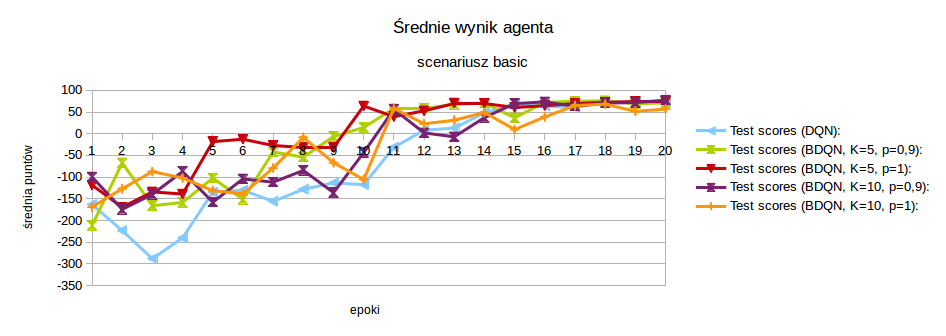 Średnie wynik agenta
scenariusz basic
100
50
0
-50
-100
-150
-200
-250
-300
-350
1 2 3 4 5 6 7 8 9 10 11 12 13 14 15 16 17 18 19 20
średnia puntów
epoki
Test scores (DQN):
Test scores (BDQN, K=5, p=0,9):
Test scores (BDQN, K=5, p=1):
Test scores (BDQN, K=10, p=0,9):
Test scores (BDQN, K=10, p=1):